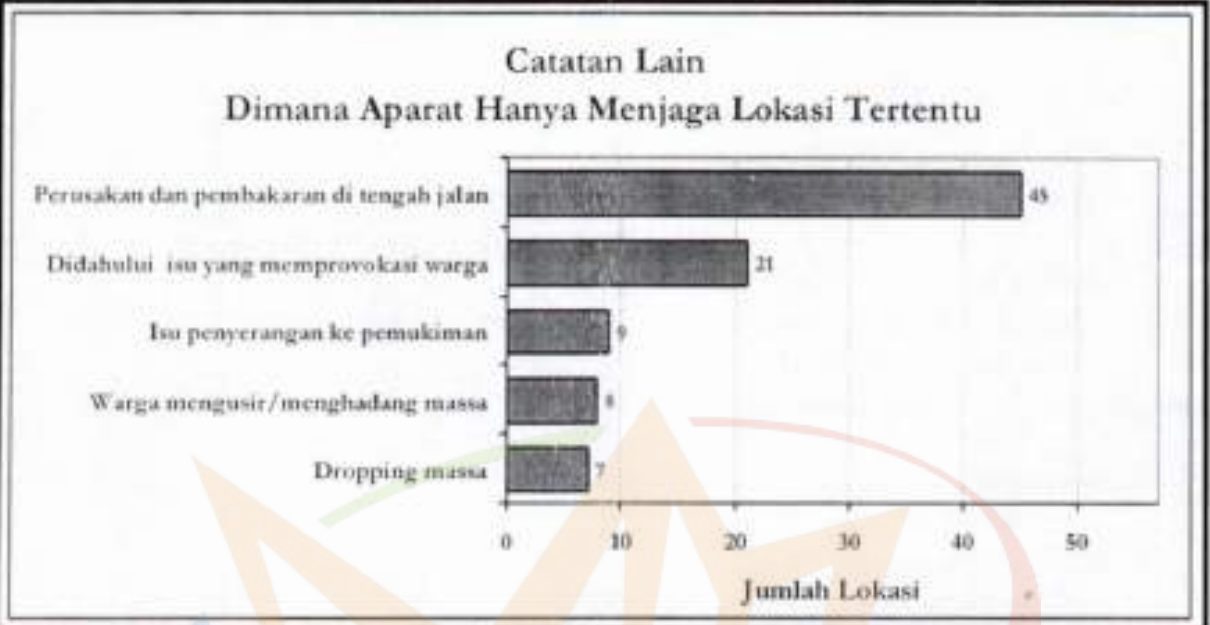 Catatan Lain
Dimana Aparat Hanya Menjaga Lokasi Tertentu
Perusakan dan pembakaran di tengah jalan 45
Didahului isu yang memprovokasi warga 21
Isu penyerangan ke pemukiman 9
Warga mengusir/menghadang massa 8
Dropping massa 7
0 10 20 30 40 50
Jumlah Lokasi